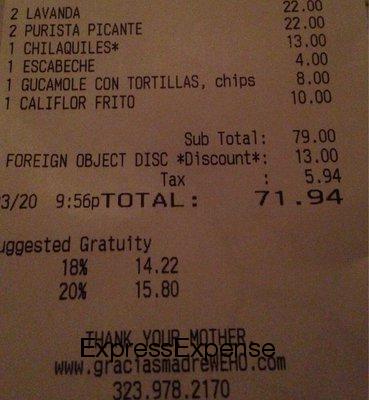 2 LAVANDA 22.00
2 PURISTA PICANTE 22.00
1 CHILAQUILES* 13.00
1 ESCABECHE 4.00
1 GUCAMOLE CON TORTILLAS, chips 8.00
1 CALIFLOR FRITO 10.00
Sub Total: 79.00
FOREIGN OBJECT DISC *Discount*: 13.00
Tax : 5.94
3/20 9:56pTOTAL: 71.94
uggested Gratuity
18% 14.22
20% 15.80
THANK YOUR MOTHER
ExpressExpense
www.graciasmadreWEHO.com
323.978.2170